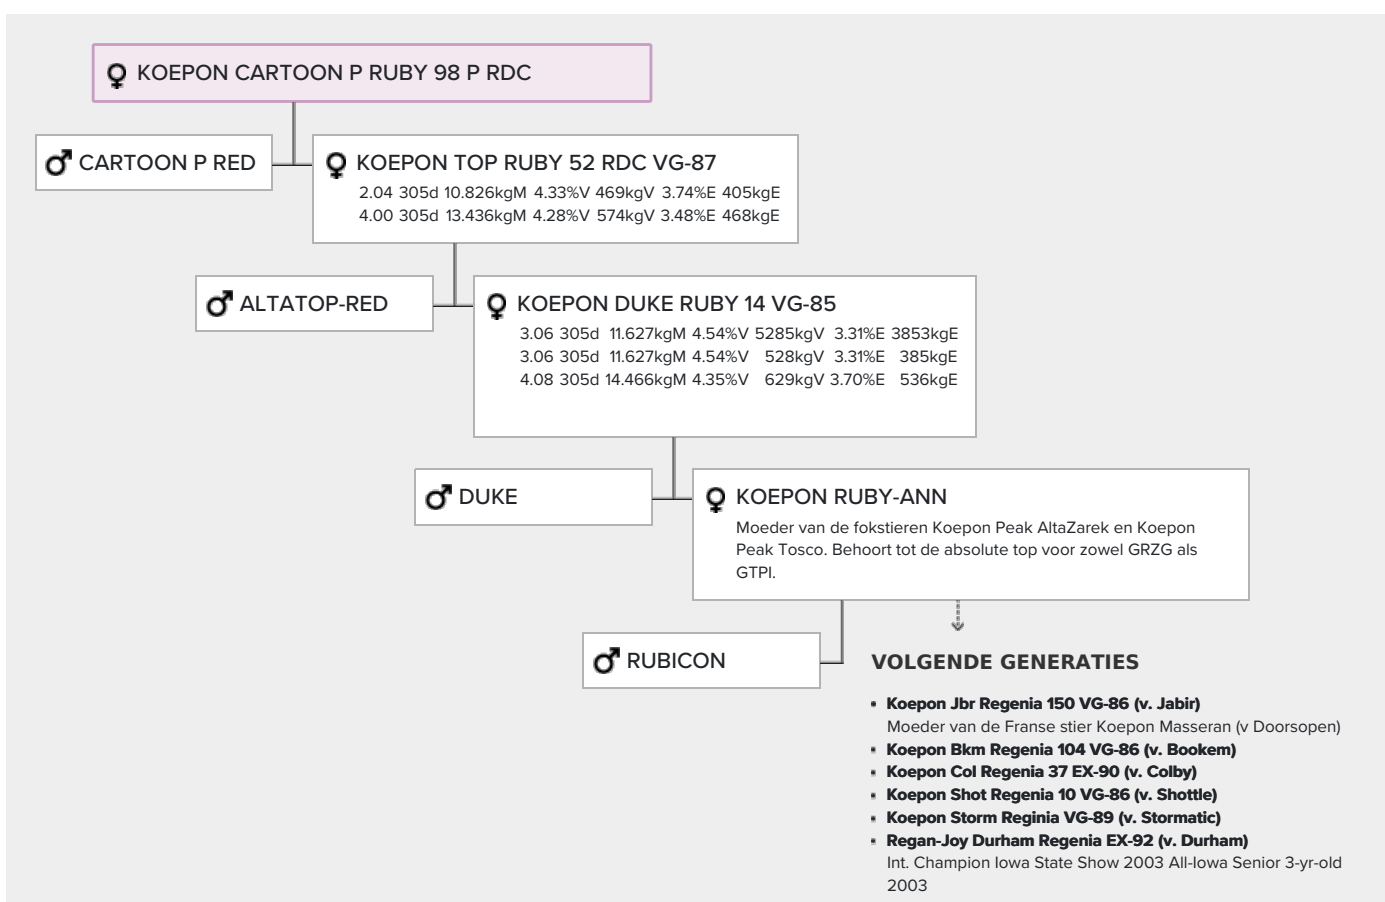 KOEPON CARTOON P RUBY 98 P RDC
CARTOON P RED
KOEPON TOP RUBY 52 RDC VG-87
2.04 305d 10.826kgM 4.33%V 469kgV 3.74%E 405kgE
4.00 305d 13.436kgM 4.28%V 574kgV 3.48%E 468kgE
ALTATOP-RED
KOEPON DUKE RUBY 14 VG-85
3.06 305d 11.627kgM 4.54%V 5285kgV 3.31%E 3853kgE
3.06 305d 11.627kgM 4.54%V 528kgV 3.31%E 385kgE
4.08 305d 14.466kgM 4.35%V 629kgV 3.70%E 536kgE
DUKE
KOEPON RUBY-ANN
Moeder van de fokstieren Koepon Peak AltaZarek en Koepon
Peak Tosco. Behoort tot de absolute top voor zowel GRZG als
GTPI.
RUBICON
VOLGENDE GENERATIES
Koepon Jbr Regenia 150 VG-86 (v. Jabir)
Moeder van de Franse stier Koepon Masseran (v Doorsopen)
Koepon Bkm Regenia 104 VG-86 (v. Bookem)
Koepon Col Regenia 37 EX-90 (v. Colby)
Koepon Shot Regenia 10 VG-86 (v. Shottle)
Koepon Storm Reginia VG-89 (v. Stormatic)
Regan-Joy Durham Regenia EX-92 (v. Durham)
Int. Champion Iowa State Show 2003 All-Iowa Senior 3-yr-old
2003